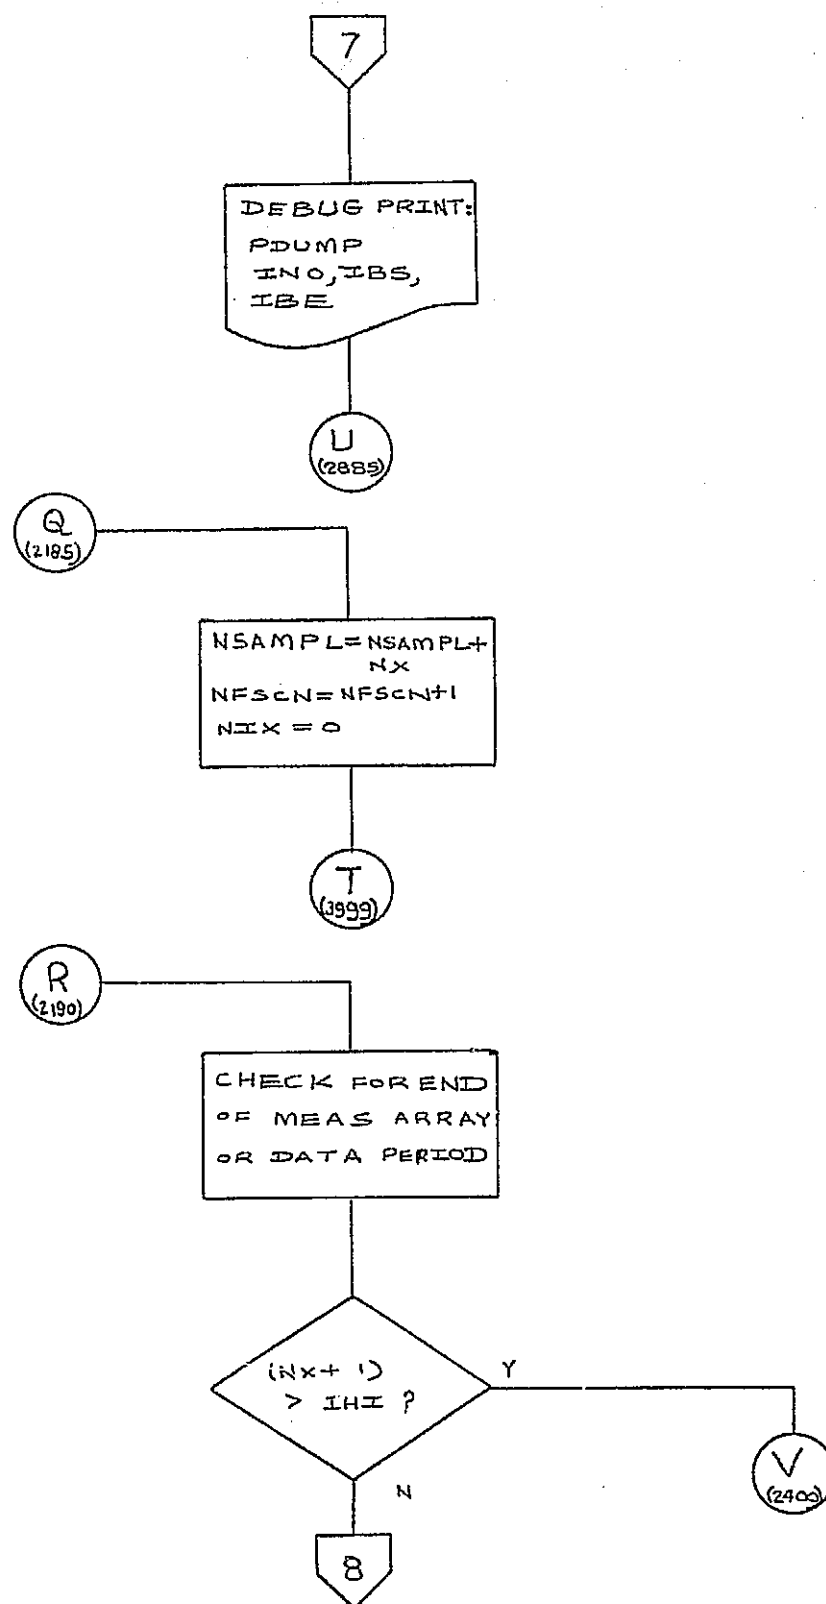 7
DEBUG PRINT:
PDUMP
INO, IBS,
IBE
U
(2885)
Q
(2185)
NSAMPL=NSAMPL+
NX
NFSCN=NFSCN+1
NIX=0
T
(3999)
R
(2190)
CHECK FOR END
OF MEAS ARRAY
OR DATA PERIOD
(NX+1)
> IHI ?
Y
V
(2400)
N
8